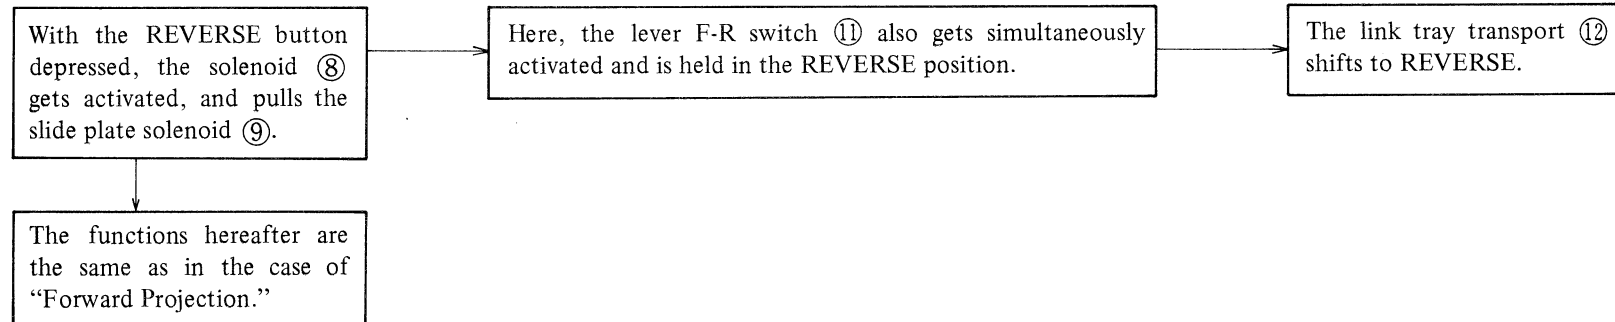 With the REVERSE button
depressed, the solenoid ⑧
gets activated, and pulls the
slide plate solenoid ⑨.
Here, the lever F-R switch ⑪ also gets simultaneously
activated and is held in the REVERSE position.
The link tray transport ⑫
shifts to REVERSE.
The functions hereafter are
the same as in the case of
“Forward Projection.”